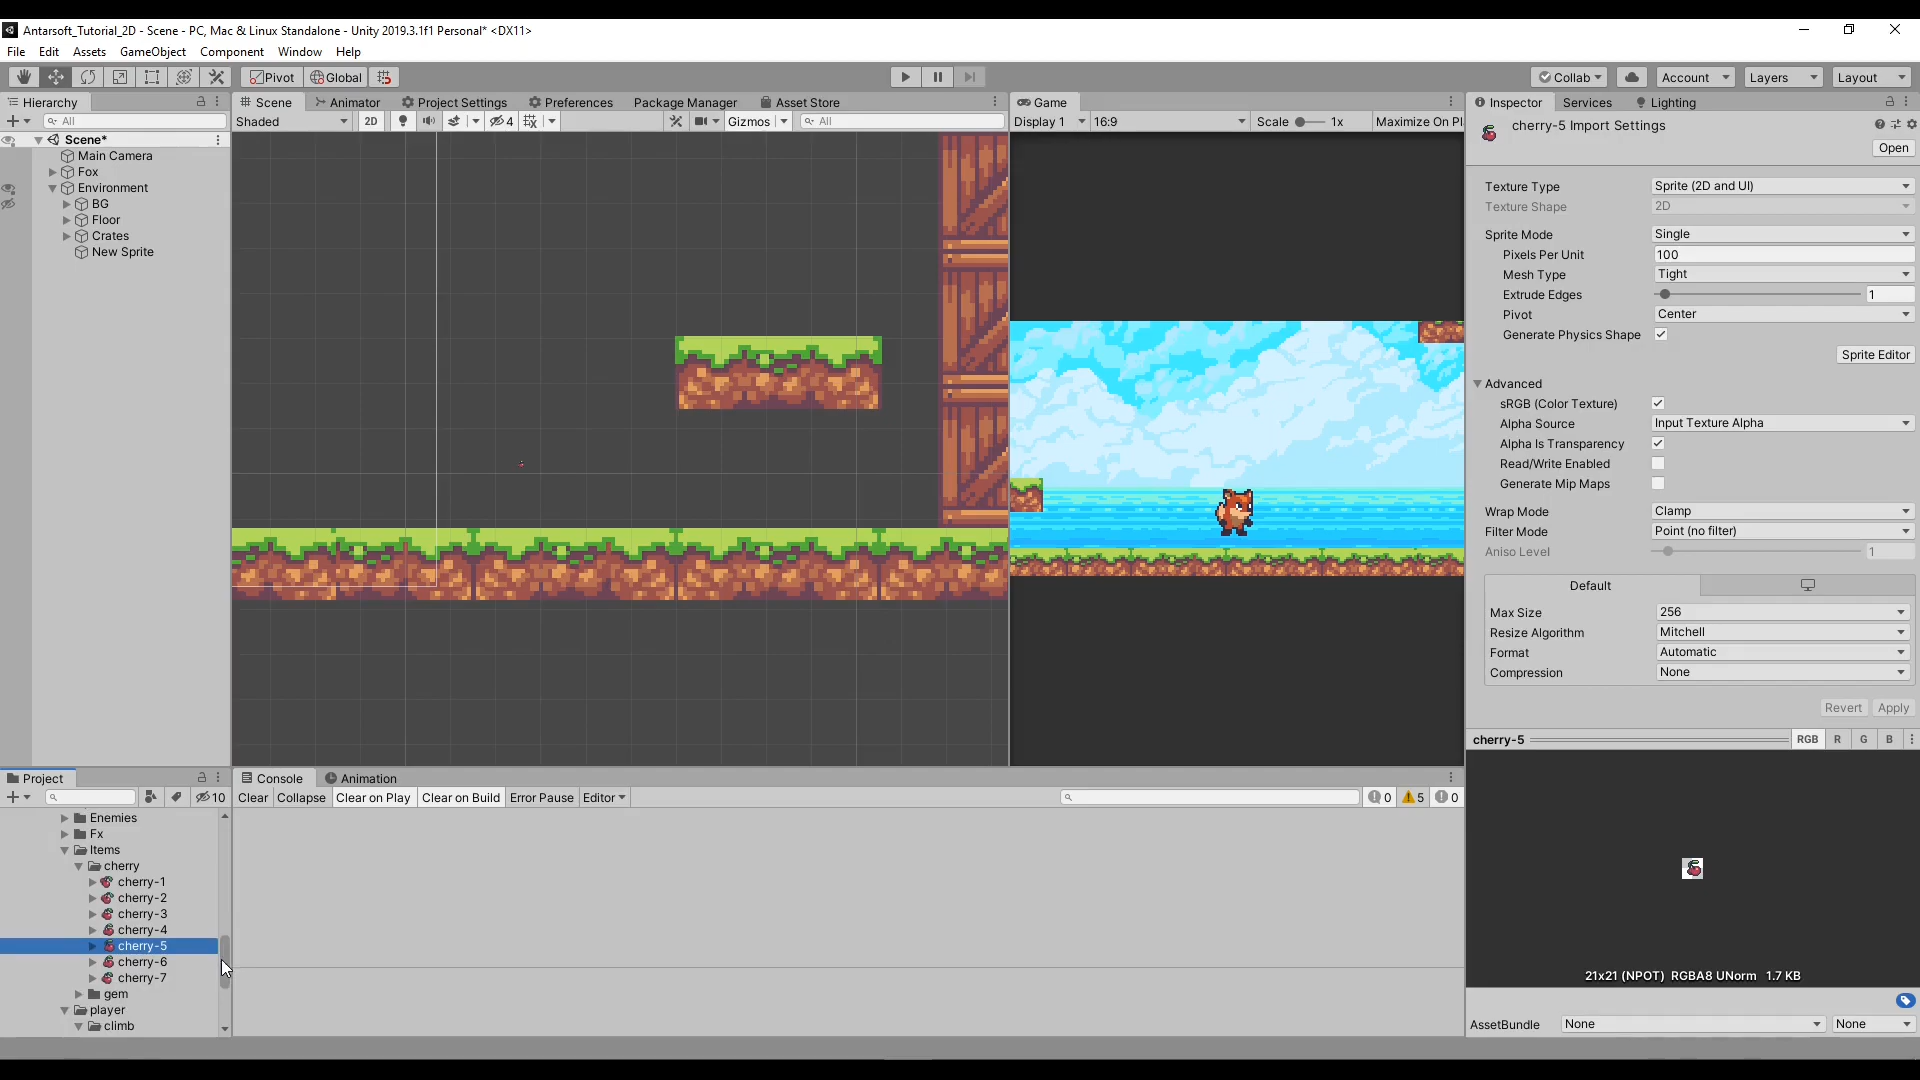 Antarsoft_Tutorial_2D - Scene - PC, Mac & Linux Standalone - Unity 2019.3.1f1 Personal* <DX11>
File Edit Assets GameObject Component Window Help
Pivot Global Collab Account Layers Layout
Hierarchy
All
Scene*
Main Camera
Fox
Environment
BG
Floor
Crates
New Sprite
Scene Animator Project Settings Preferences Package Manager Asset Store
Shaded 2D 4 Gizmos All
Game
Display 1 16:9 Scale 1x Maximize On Pl
Inspector Services Lighting
cherry-5 Import Settings
Open
Texture Type Sprite (2D and UI)
Texture Shape 2D
Sprite Mode Single
Pixels Per Unit 100
Mesh Type Tight
Extrude Edges 1
Pivot Center
Generate Physics Shape
Sprite Editor
Advanced
sRGB (Color Texture)
Alpha Source Input Texture Alpha
Alpha Is Transparency
Read/Write Enabled
Generate Mip Maps
Wrap Mode Clamp
Filter Mode Point (no filter)
Aniso Level 1
Default
Max Size 256
Resize Algorithm Mitchell
Format Automatic
Compression None
Revert Apply
cherry-5 RGB R G B
21x21 (NPOT) RGBA8 UNorm 1.7 KB
AssetBundle None None
Project
10
Enemies
Fx
Items
cherry
cherry-1
cherry-2
cherry-3
cherry-4
cherry-5
cherry-6
cherry-7
gem
player
climb
Console Animation
Clear Collapse Clear on Play Clear on Build Error Pause Editor 0 5 0